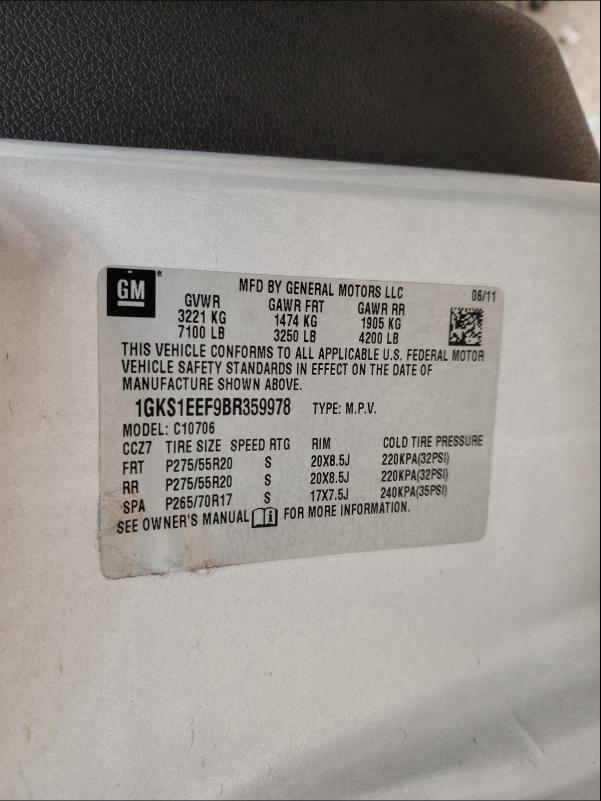 GM ®
MFD BY GENERAL MOTORS LLC 06/11
GVWR GAWR FRT GAWR RR
3221 KG 1474 KG 1905 KG
7100 LB 3250 LB 4200 LB
THIS VEHICLE CONFORMS TO ALL APPLICABLE U.S. FEDERAL MOTOR
VEHICLE SAFETY STANDARDS IN EFFECT ON THE DATE OF
MANUFACTURE SHOWN ABOVE.
1GKS1EEF9BR359978 TYPE: M.P.V.
MODEL: C10706
CCZ7 TIRE SIZE SPEED RTG RIM COLD TIRE PRESSURE
FRT P275/55R20 S 20X8.5J 220KPA(32PSI)
RR P275/55R20 S 20X8.5J 220KPA(32PSI)
SPA P265/70R17 S 17X7.5J 240KPA(35PSI)
SEE OWNER'S MANUAL FOR MORE INFORMATION.